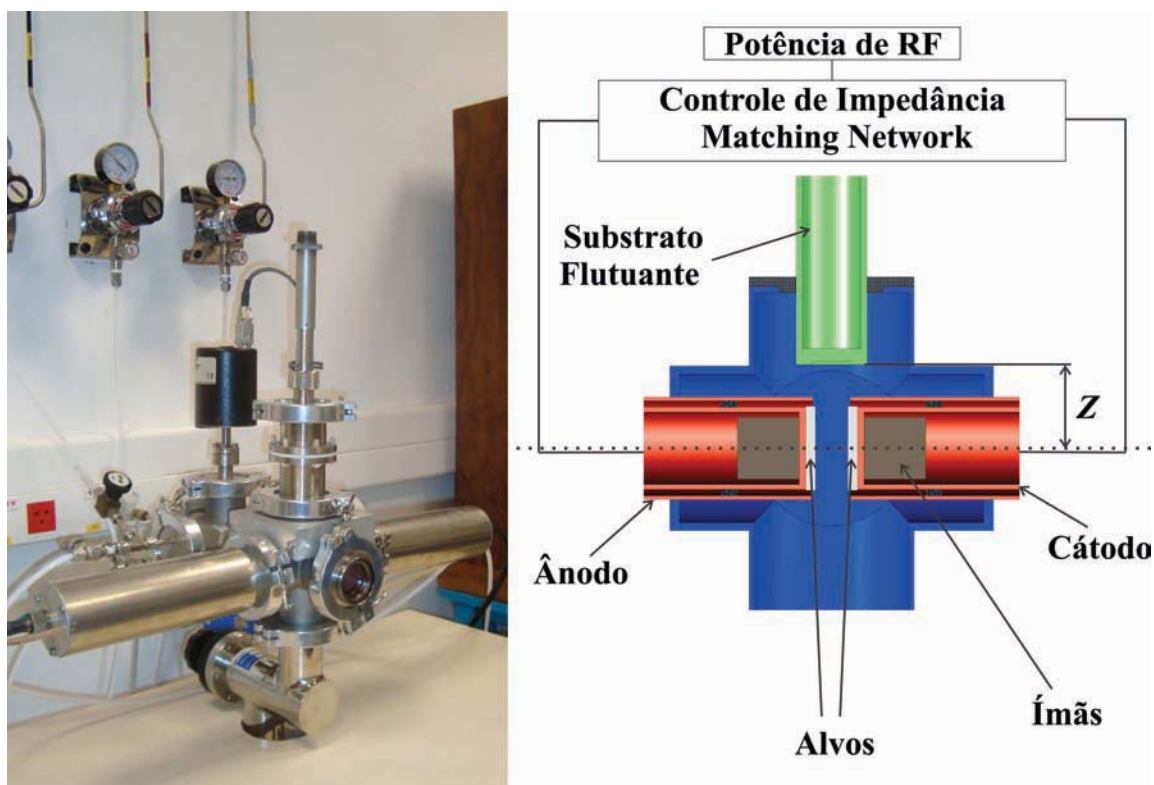 Potência de RF
Controle de Impedância
Matching Network
Substrato
Flutuante
Z
Ânodo
Cátodo
Ímãs
Alvos